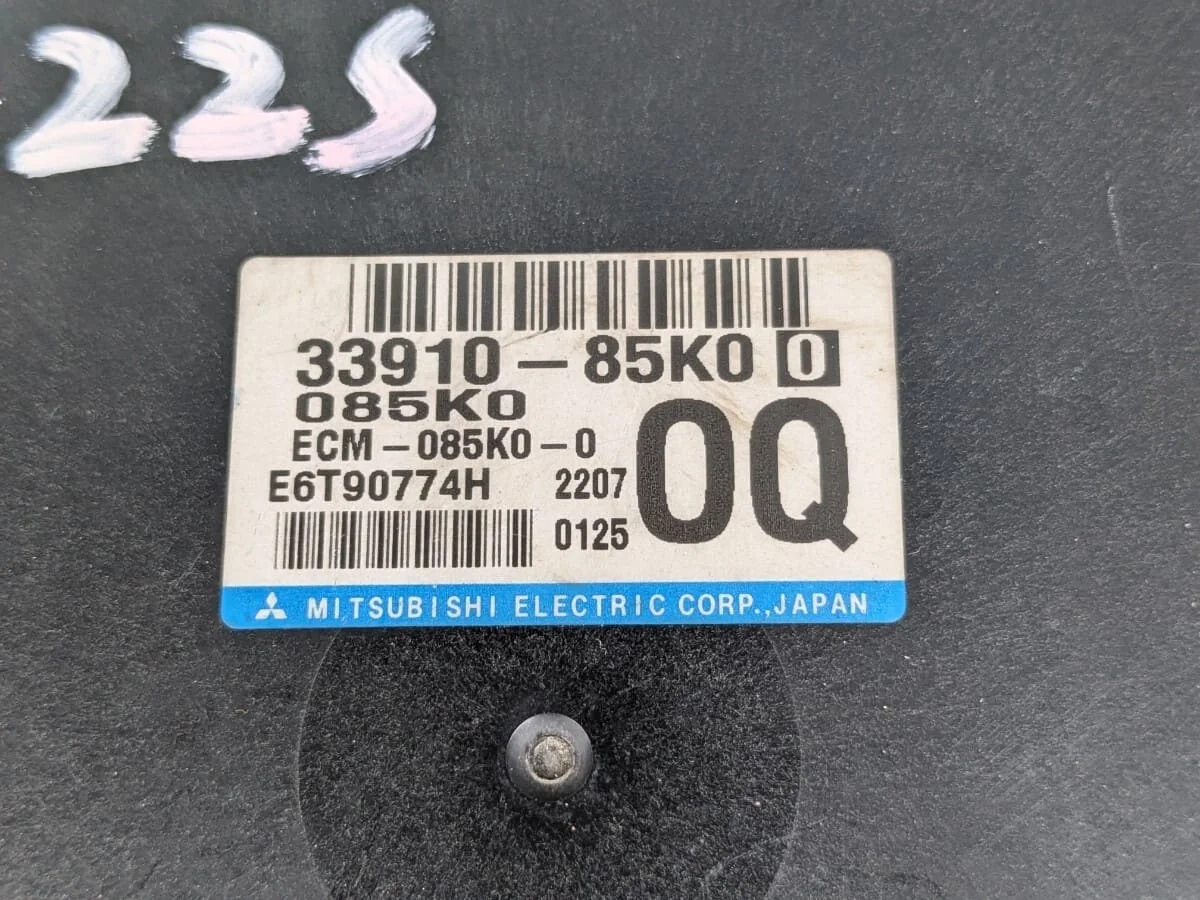 225
33910-85K0 0
085K0
ECM-085K0-0
E6T90774H 2207
0125
0Q
MITSUBISHI ELECTRIC CORP.,JAPAN